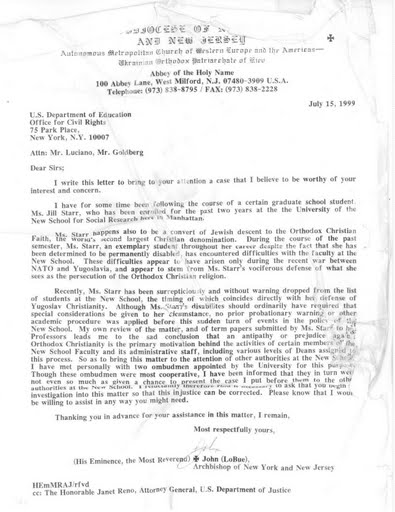 DIOCESE OF N
AND NEW JERSEY
Autonomous Metropolitan Church of Western Europe and the Americas—
Ukrainian Orthodox Patriarchate of Kiev
Abbey of the Holy Name
100 Abbey Lane, West Milford, N.J. 07480-3909 U.S.A.
Telephone: (973) 838-8795 / FAX: (973) 838-2228
July 15, 1999
U.S. Department of Education
Office for Civil Rights
75 Park Place,
New York, N.Y. 10007
Attn: Mr. Luciano, Mr. Goldberg
Dear Sirs;
I write this letter to bring to your attention a case that I believe to be worthy of your
interest and concern.
I have for some time been following the course of a certain graduate school student
Ms. Jill Starr, who has been enrolled for the past two years at the the University of the
New School for Social Research here in Manhattan.
Ms. Starr happens also to be a convert of Jewish descent to the Orthodox Christian
Faith, the world's second largest Christian denomination. During the course of the past
semester, Ms. Starr, an exemplary student throughout her career despite the fact that she has
been determined to be permanently disabled, has encountered difficulties with the faculty at the
New School. These difficulties appear to have arisen only during the recent war between
NATO and Yugoslavia, and appear to stem from Ms. Starr's vociferous defense of what she
sees as the persecution of the Orthodox Christian religion.
Recently, Ms. Starr has been surrepticiously and without warning dropped from the list
of students at the New School, the timing of which coincides directly with her defense of
Yugoslav Christianity. Although Ms. Starr's disabilities should ordinarily have required that
special considerations be given to her circumstance, no prior probationary warning or other
academic procedure was applied before this sudden turn of events in the policy of the
New School. My own review of the matter, and of term papers submitted by Ms. Starr to her
Professors leads me to the sad conclusion that an antipathy or prejudice against
Orthodox Christianity is the primary motivation behind the activities of certain members of the
New School Faculty and its administrative staff, including various levels of Deans assigned
this process. So as to bring this matter to the attention of other authorities at the New School
I have met personally with two ombudsmen appointed by the University for this purpose
Though these ombudsmen were most cooperative, I have been informed that they in turn were
not even so much as given a chance to present the case I put before them to the other
authorities at the New School. I to ask that you begin
investigation into this matter so that this injustice can be corrected. Please know that I would
be willing to assist in any way you might need.
Thanking you in advance for your assistance in this matter, I remain,
Most respectfully yours,
(His Eminence, the Most Reverend) ✠ John (LoBue),
Archbishop of New York and New Jersey
HEmMRAJ/rfvd
cc: The Honorable Janet Reno, Attorney General, U.S. Department of Justice